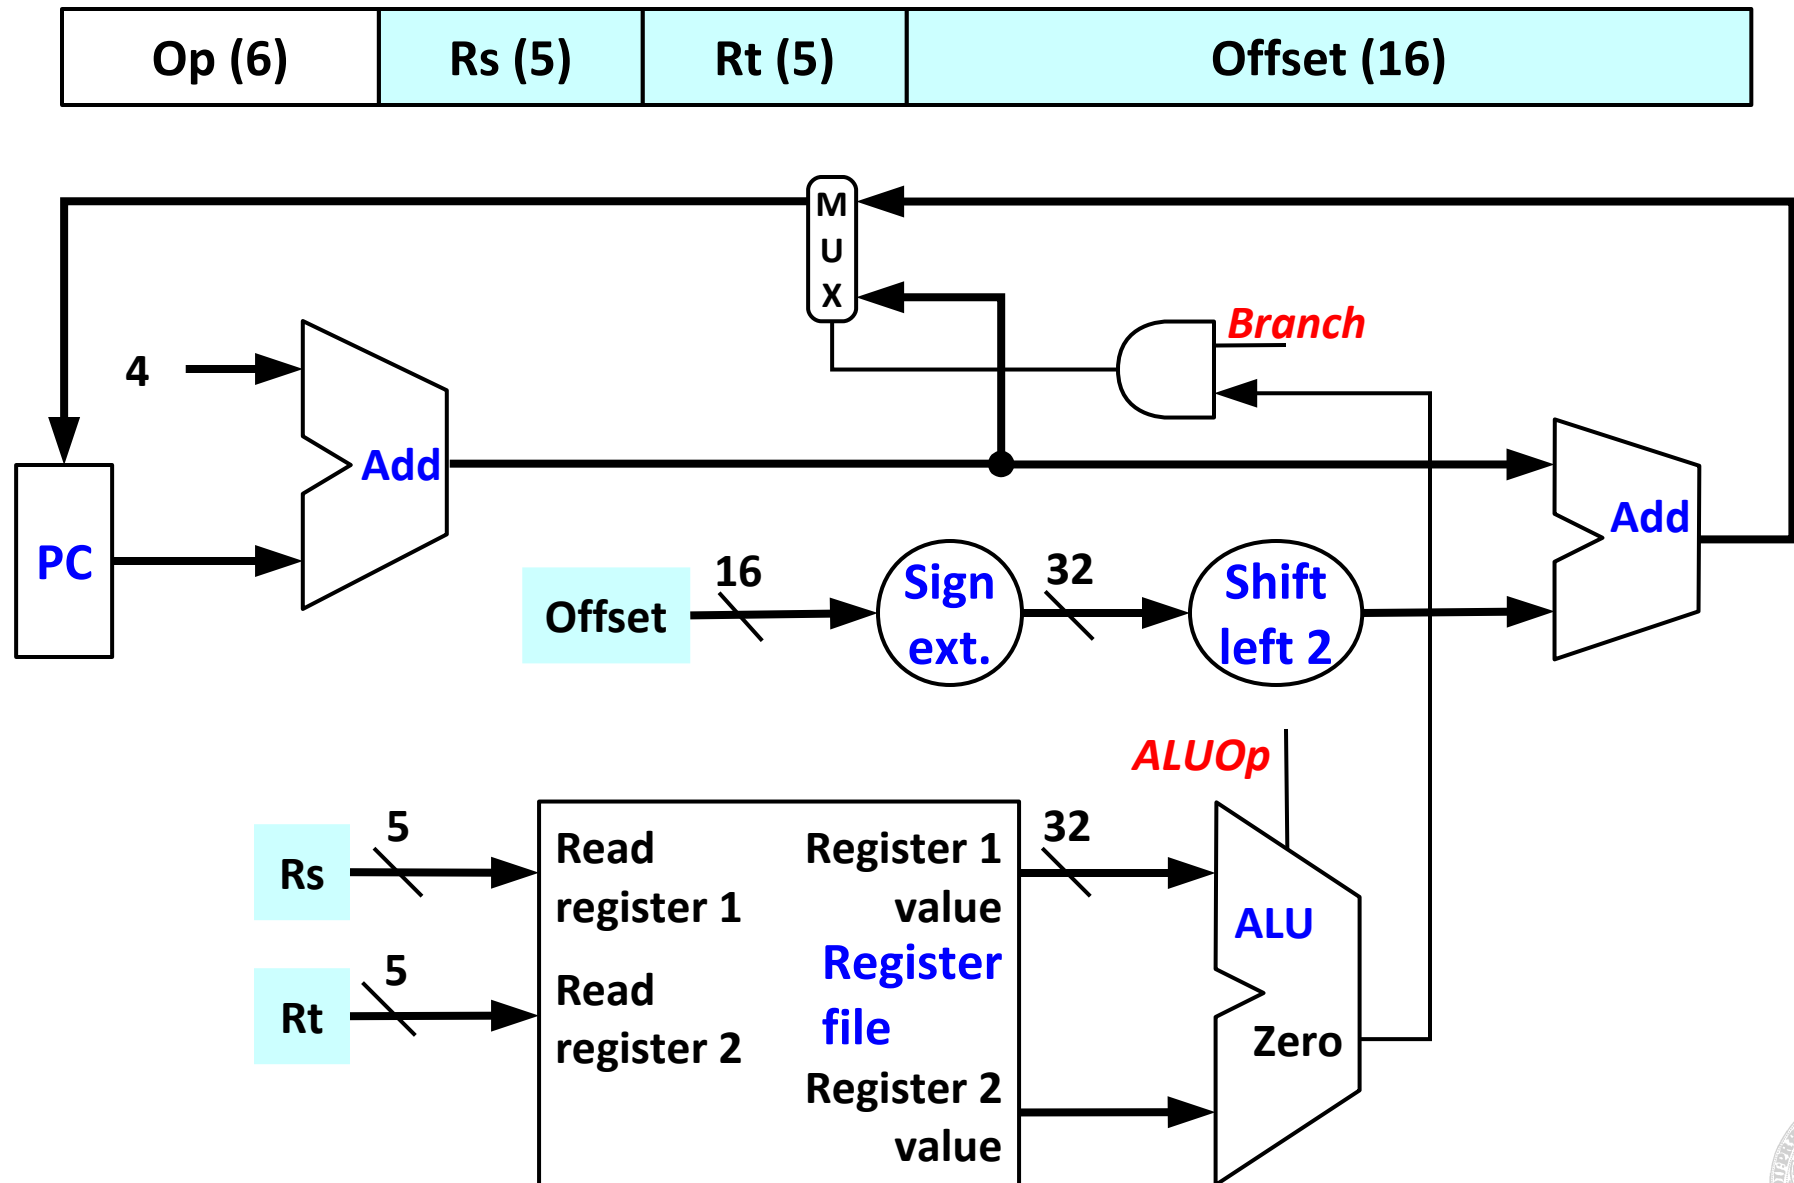 Op (6) Rs (5) Rt (5) Offset (16)
M
U
X
Branch
4
Add
Add
PC
16
Sign
ext.
32
Shift
left 2
Offset
ALUOp
5
Rs
Read
register 1
Register 1
value
32
ALU
Register
file
5
Rt
Read
register 2
Zero
Register 2
value